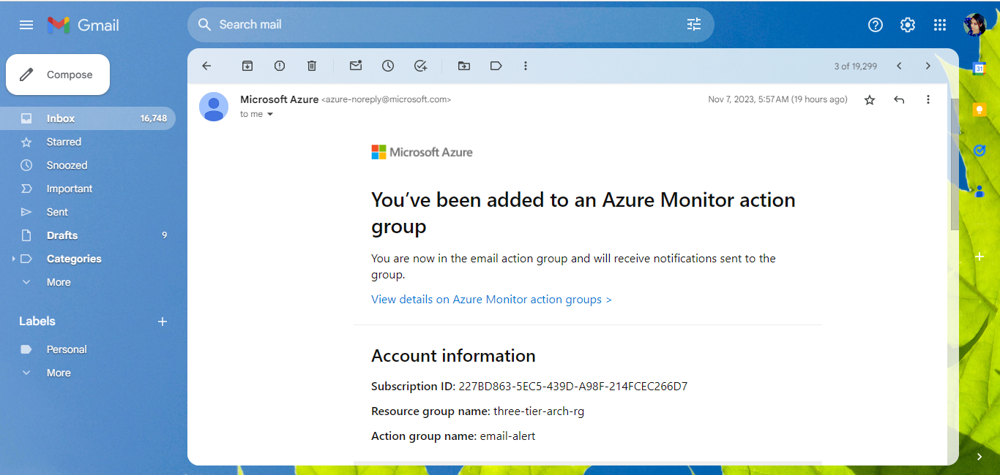 Gmail
Search mail
Compose
3 of 19,299
31
Microsoft Azure <azure-noreply@microsoft.com>
Nov 7, 2023, 5:57 AM (19 hours ago)
to me
Inbox 16,748
Starred
Snoozed
Important
Sent
Drafts 9
Categories
More
Labels
Personal
More
Microsoft Azure
You've been added to an Azure Monitor action
group
You are now in the email action group and will receive notifications sent to the
group.
View details on Azure Monitor action groups >
Account information
Subscription ID: 227BD863-5EC5-439D-A98F-214FCEC266D7
Resource group name: three-tier-arch-rg
Action group name: email-alert